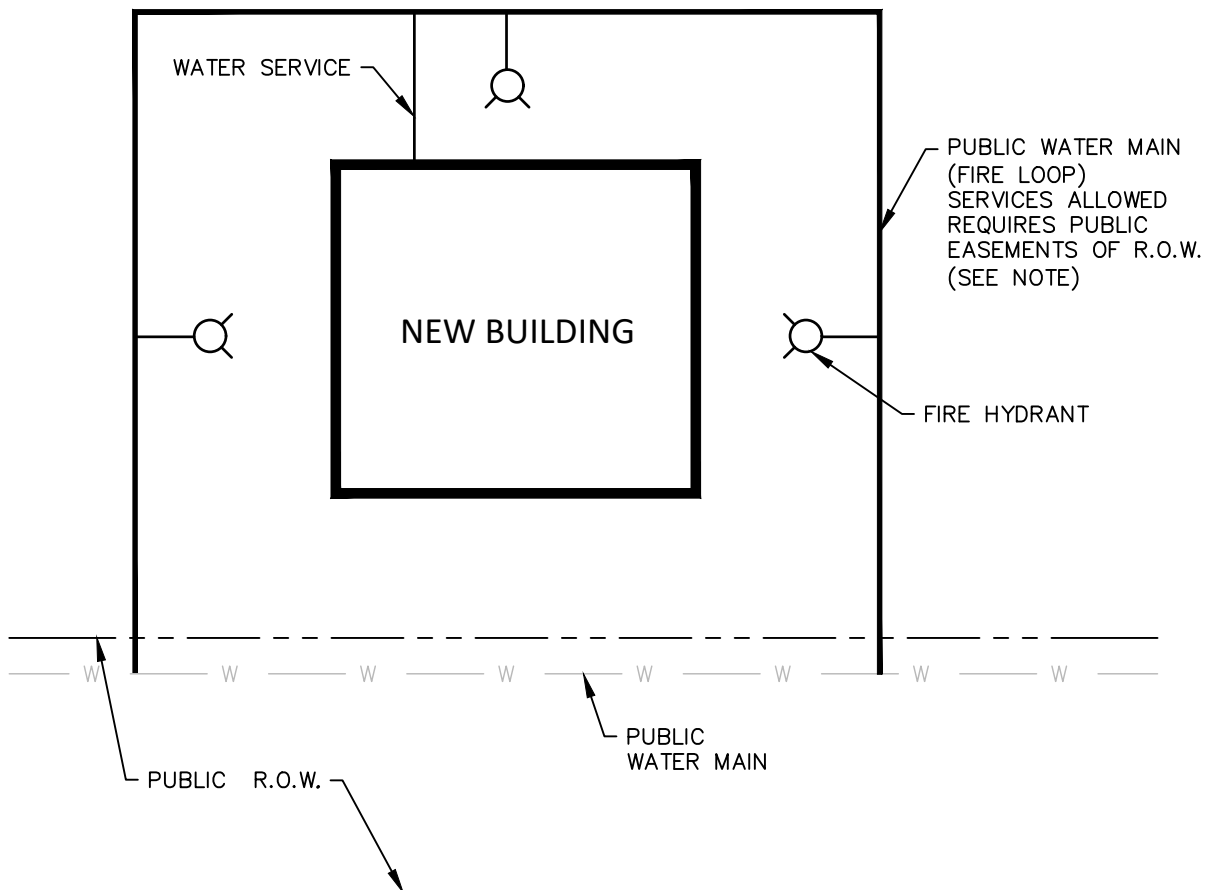 WATER SERVICE
PUBLIC WATER MAIN
(FIRE LOOP)
SERVICES ALLOWED
REQUIRES PUBLIC
EASEMENTS OF R.O.W.
(SEE NOTE)
NEW BUILDING
FIRE HYDRANT
W W W W W W W W
PUBLIC
WATER MAIN
PUBLIC R.O.W.